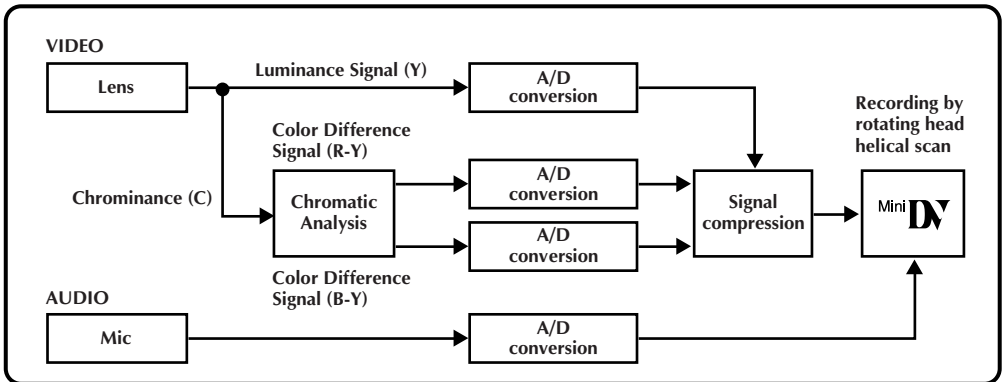 VIDEO
Lens
Luminance Signal (Y)
A/D
conversion
Color Difference
Signal (R-Y)
Chrominance (C)
Chromatic
Analysis
A/D
conversion
A/D
conversion
Color Difference
Signal (B-Y)
Signal
compression
Recording by
rotating head
helical scan
Mini DV
AUDIO
Mic
A/D
conversion